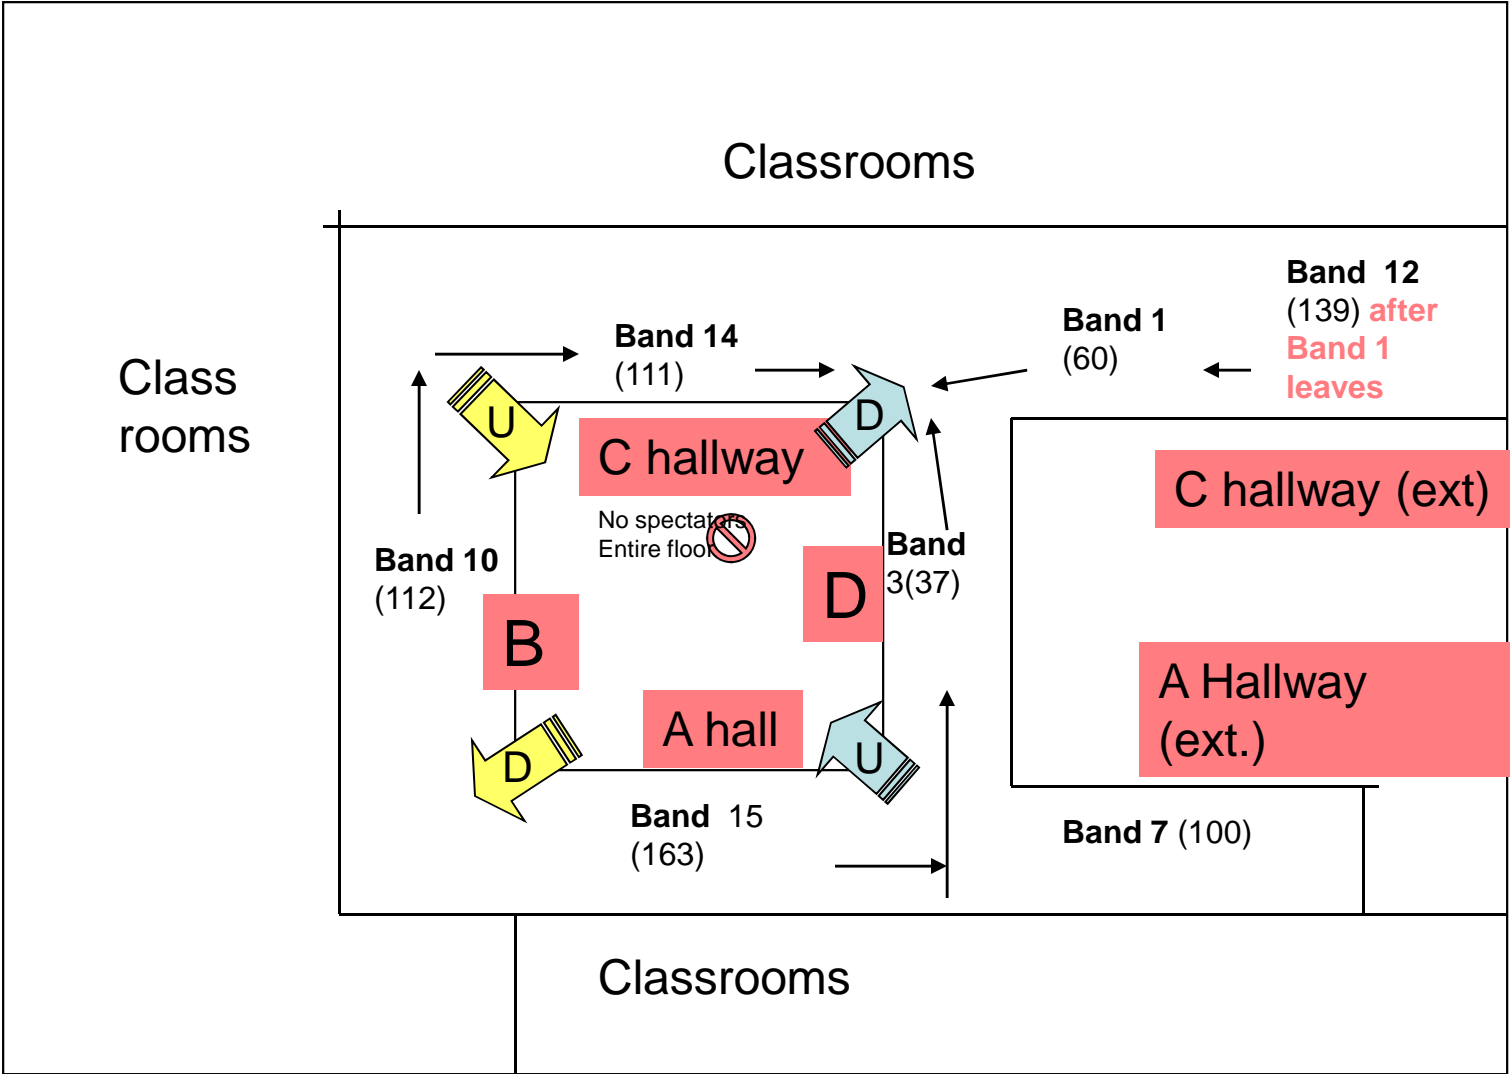 Classrooms
Band 12
(139) after
Band 1
leaves
Band 1
(60)
Band 14
(111)
Class
rooms
U
D
C hallway
C hallway (ext)
No spectators
Entire floor
Band 10
(112)
Band
3(37)
D
B
A Hallway
(ext.)
A hall
D
U
Band 15
(163)
Band 7 (100)
Classrooms